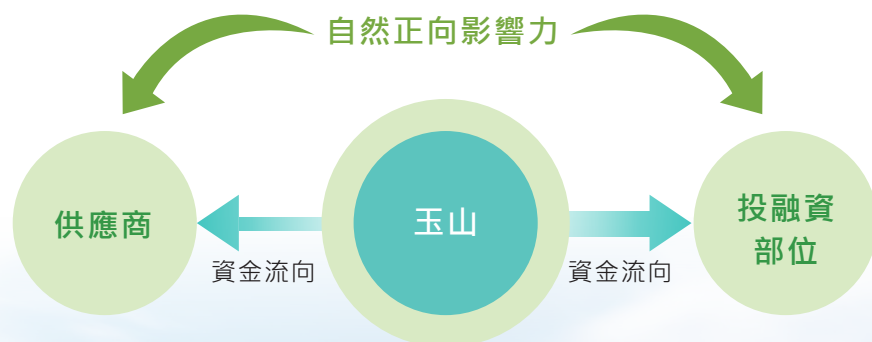 自然正向影響力
供應商
玉山
投融資
部位
資金流向
資金流向